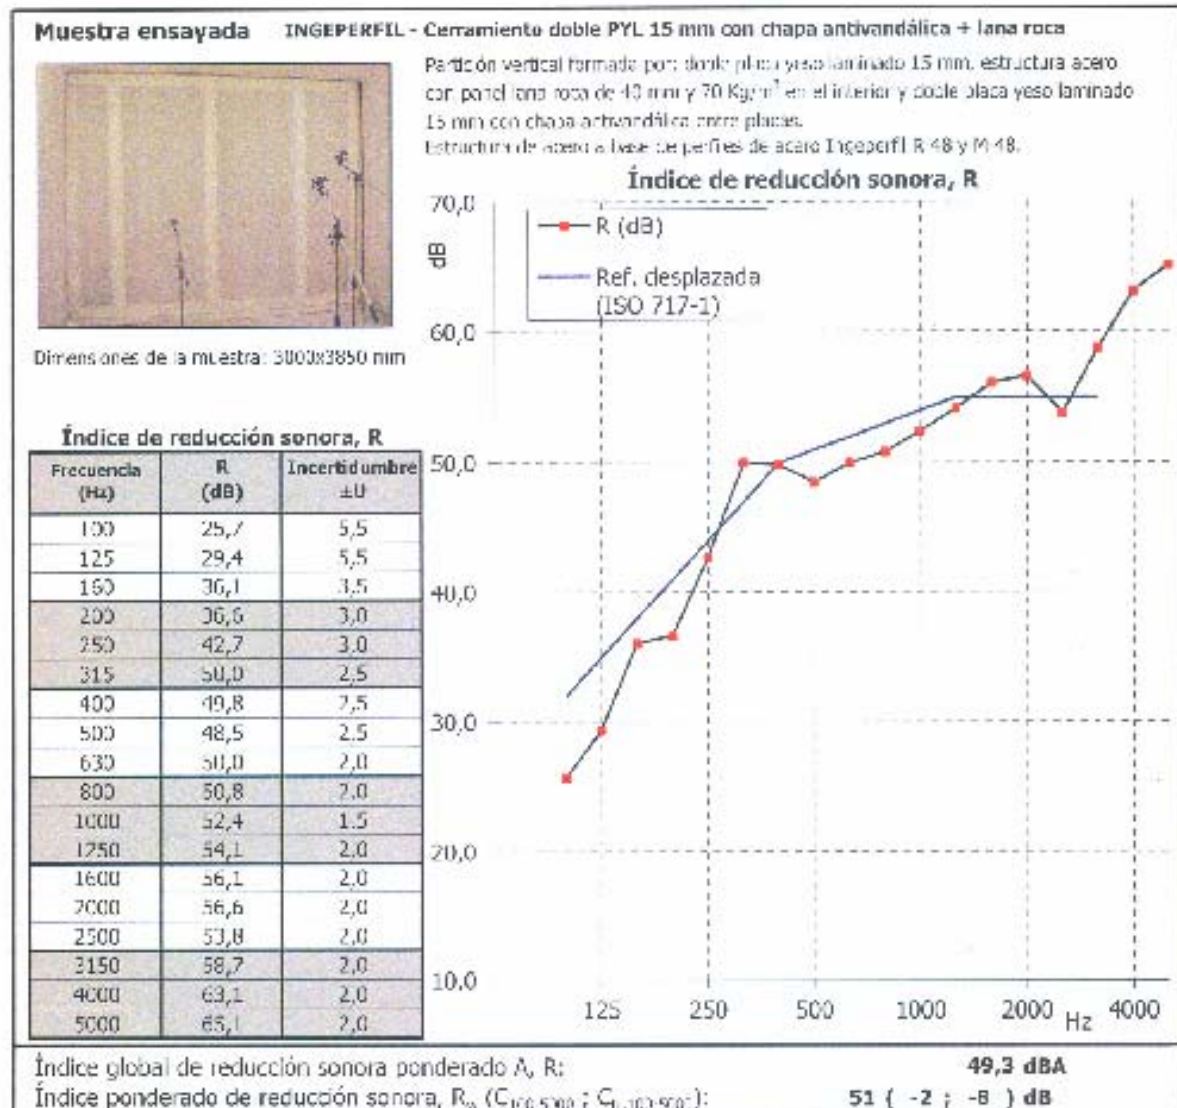 Muestra ensayada INGEPERFIL - Cerramiento doble PYL 15 mm con chapa antivandálica + lana roca
Partición vertical formada por: doble placa yeso laminado 15 mm, estructura acero
con panel lana roca de 40 mm y 70 Kg/m³ en el interior y doble placa yeso laminado
15 mm con chapa antivandálica entre placas.
Estructura de acero a base de perfiles de acero Ingeperfil R 48 y M 48.
Dimensiones de la muestra: 3000x3850 mm
Índice de reducción sonora, R
Frecuencia (Hz) R (dB) Incertidumbre ±U
100 25,7 5,5
125 29,4 5,5
160 36,1 3,5
200 36,6 3,0
250 42,7 3,0
315 50,0 2,5
400 49,8 2,5
500 48,5 2,5
630 50,0 2,0
800 50,8 2,0
1000 52,4 1,5
1250 54,1 2,0
1600 56,1 2,0
2000 56,6 2,0
2500 53,8 2,0
3150 58,7 2,0
4000 63,1 2,0
5000 65,1 2,0
Índice de reducción sonora, R
R (dB)
Ref. desplazada
(ISO 717-1)
dB
70,0
60,0
50,0
40,0
30,0
20,0
10,0
125 250 500 1000 2000 Hz 4000
Índice global de reducción sonora ponderado A, R: 49,3 dBA
Índice ponderado de reducción sonora, Rw (C100-5000 ; Ctr,100-5000): 51 ( -2 ; -8 ) dB